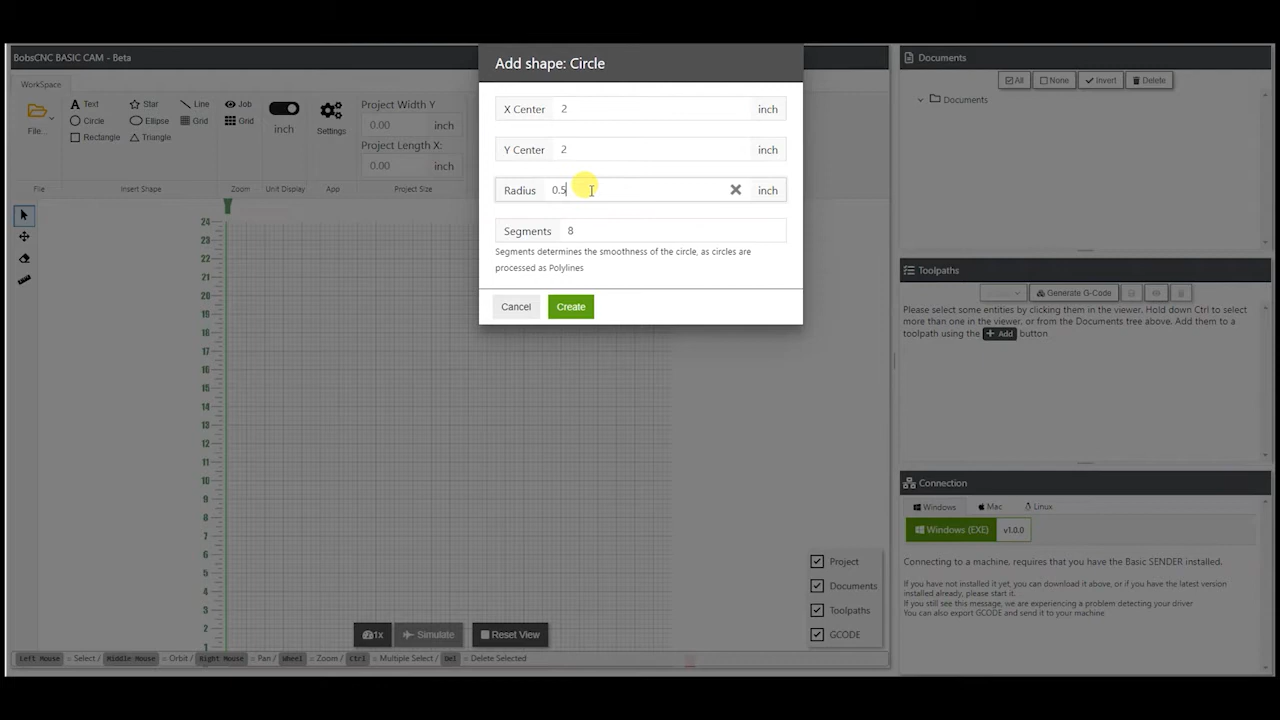 BobsCNC BASIC CAM - Beta
WorkSpace
File...
Text
Circle
Rectangle
Star
Ellipse
Triangle
Line
Grid
Job
Grid
inch
Settings
Project Width Y
0.00 inch
Project Length X:
0.00 inch
File
Insert Shape
Zoom
Unit Display
App
Project Size
Add shape: Circle
X Center 2 inch
Y Center 2 inch
Radius 0.5 inch
Segments 8
Segments determines the smoothness of the circle, as circles are
processed as Polylines
Cancel Create
24
23
22
21
20
19
18
17
16
15
14
13
12
11
10
9
8
7
6
5
4
3
2
1
Project
Documents
Toolpaths
GCODE
1x Simulate Reset View
Left Mouse = Select / Middle Mouse = Orbit / Right Mouse = Pan / Wheel = Zoom / Ctrl = Multiple Select / Del = Delete Selected
Documents
All None Invert Delete
Documents
Toolpaths
Generate G-Code
Please select some entities by clicking them in the viewer. Hold down Ctrl to select
more than one in the viewer, or from the Documents tree above. Add them to a
toolpath using the + Add button
Connection
Windows Mac Linux
Windows (EXE) v1.0.0
Connecting to a machine, requires that you have the Basic SENDER installed.
If you have not installed it yet, you can download it above, or if you have the latest version
installed already, please start it.
If you still see this message, we are experiencing a problem detecting your driver
You can also export GCODE and send it to your machine